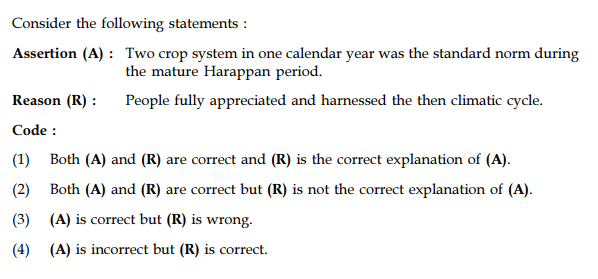 Consider the following statements :
Assertion (A) : Two crop system in one calendar year was the standard norm during
the mature Harappan period.
Reason (R) : People fully appreciated and harnessed the then climatic cycle.
Code :
(1) Both (A) and (R) are correct and (R) is the correct explanation of (A).
(2) Both (A) and (R) are correct but (R) is not the correct explanation of (A).
(3) (A) is correct but (R) is wrong.
(4) (A) is incorrect but (R) is correct.